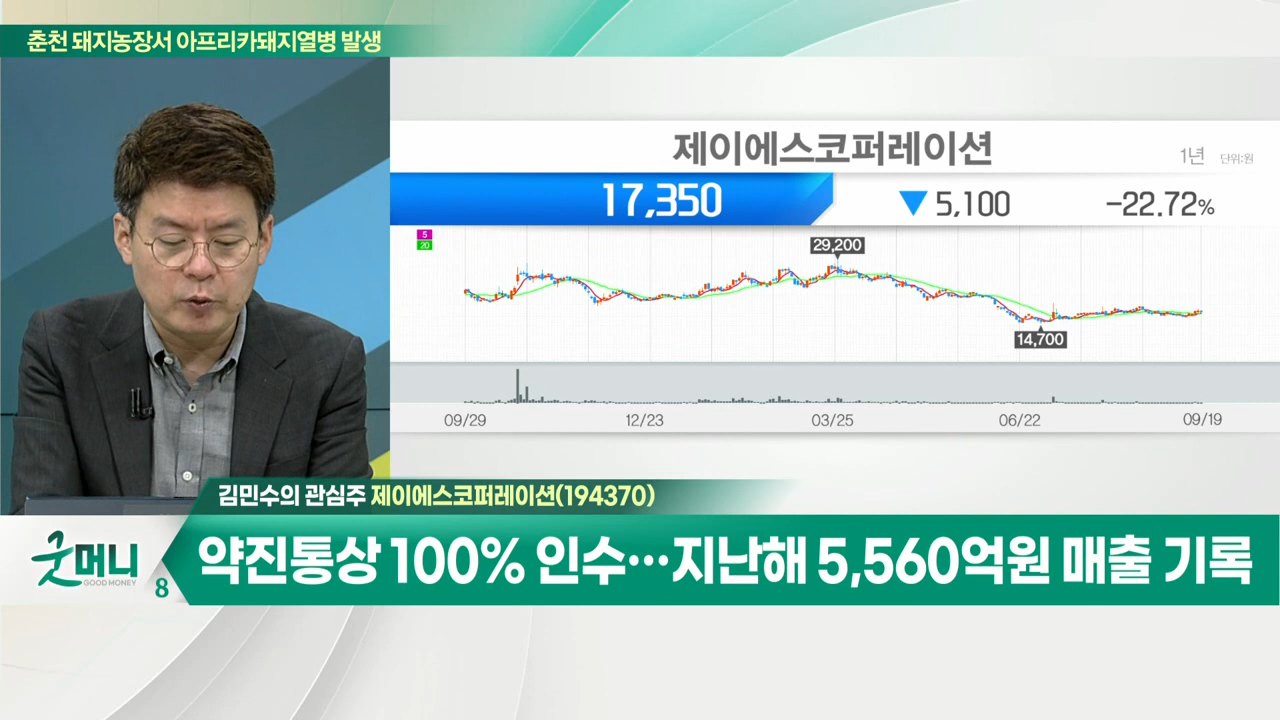 춘천 돼지농장서 아프리카돼지열병 발생
제이에스코퍼레이션
1년 단위:원
17,350 ▼ 5,100 -22.72%
5
20
29,200
14,700
09/29 12/23 03/25 06/22 09/19
김민수의 관심주 제이에스코퍼레이션(194370)
굿머니
GOOD MONEY
8
약진통상 100% 인수…지난해 5,560억원 매출 기록